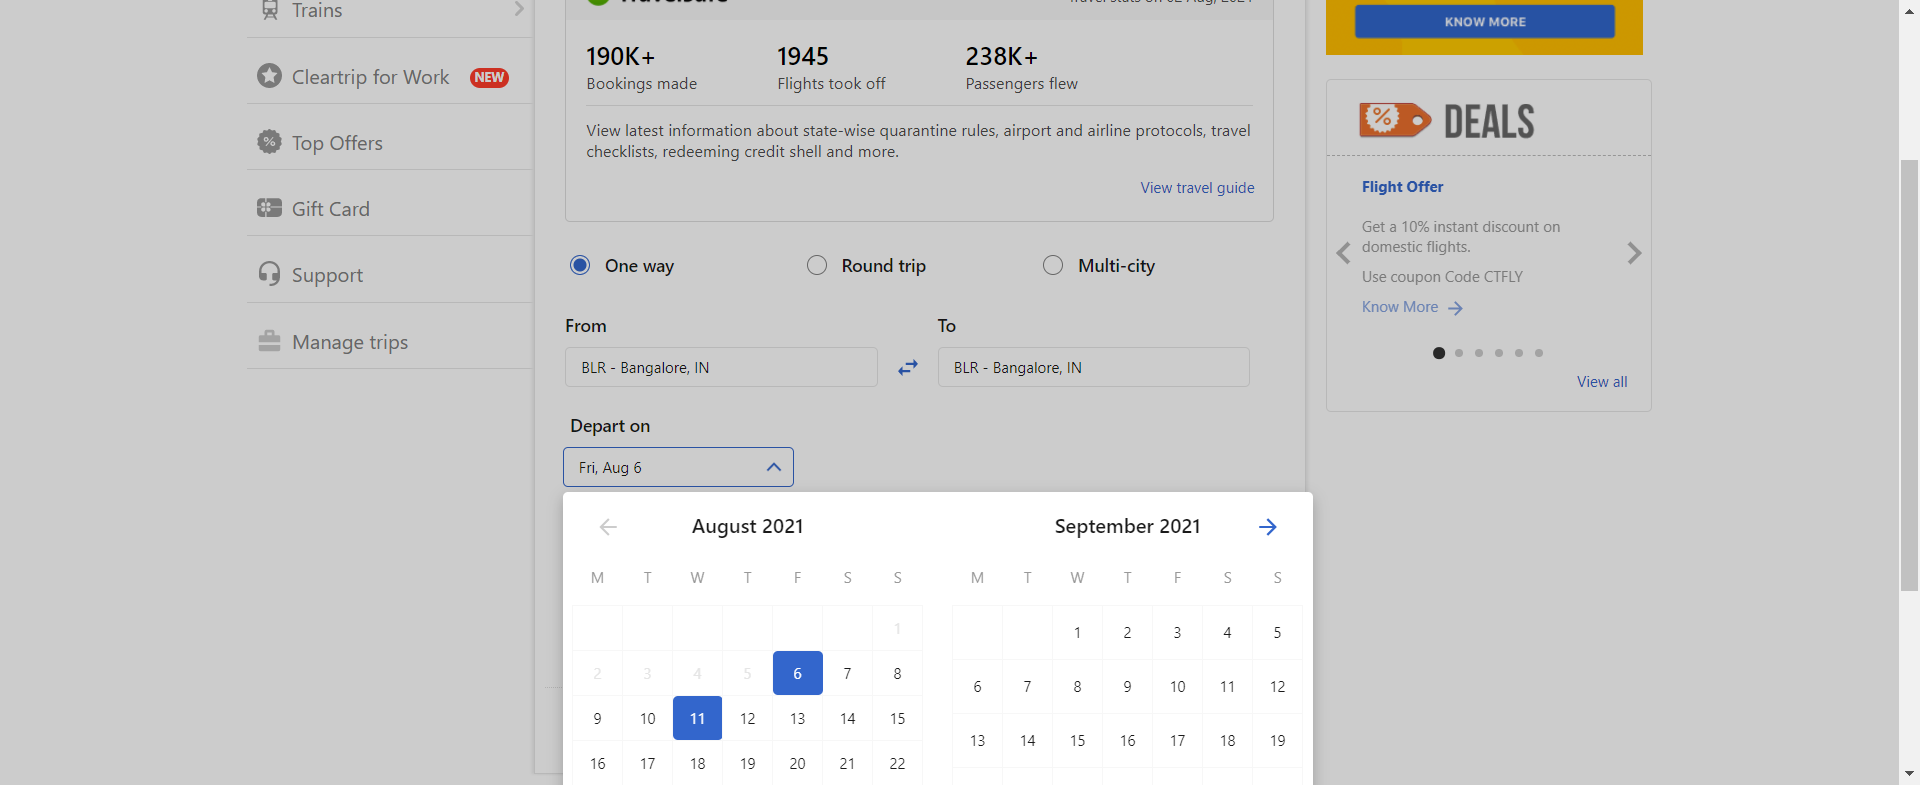 Trains
Cleartrip for Work NEW
Top Offers
Gift Card
Support
Manage trips
190K+ 1945 238K+
Bookings made Flights took off Passengers flew
View latest information about state-wise quarantine rules, airport and airline protocols, travel
checklists, redeeming credit shell and more.
View travel guide
One way Round trip Multi-city
From To
BLR - Bangalore, IN BLR - Bangalore, IN
Depart on
Fri, Aug 6
August 2021 September 2021
M T W T F S S M T W T F S S
1 1 2 3 4 5
2 3 4 5 6 7 8 6 7 8 9 10 11 12
9 10 11 12 13 14 15 13 14 15 16 17 18 19
16 17 18 19 20 21 22
KNOW MORE
% DEALS
Flight Offer
Get a 10% instant discount on
domestic flights.
Use coupon Code CTFLY
Know More
View all